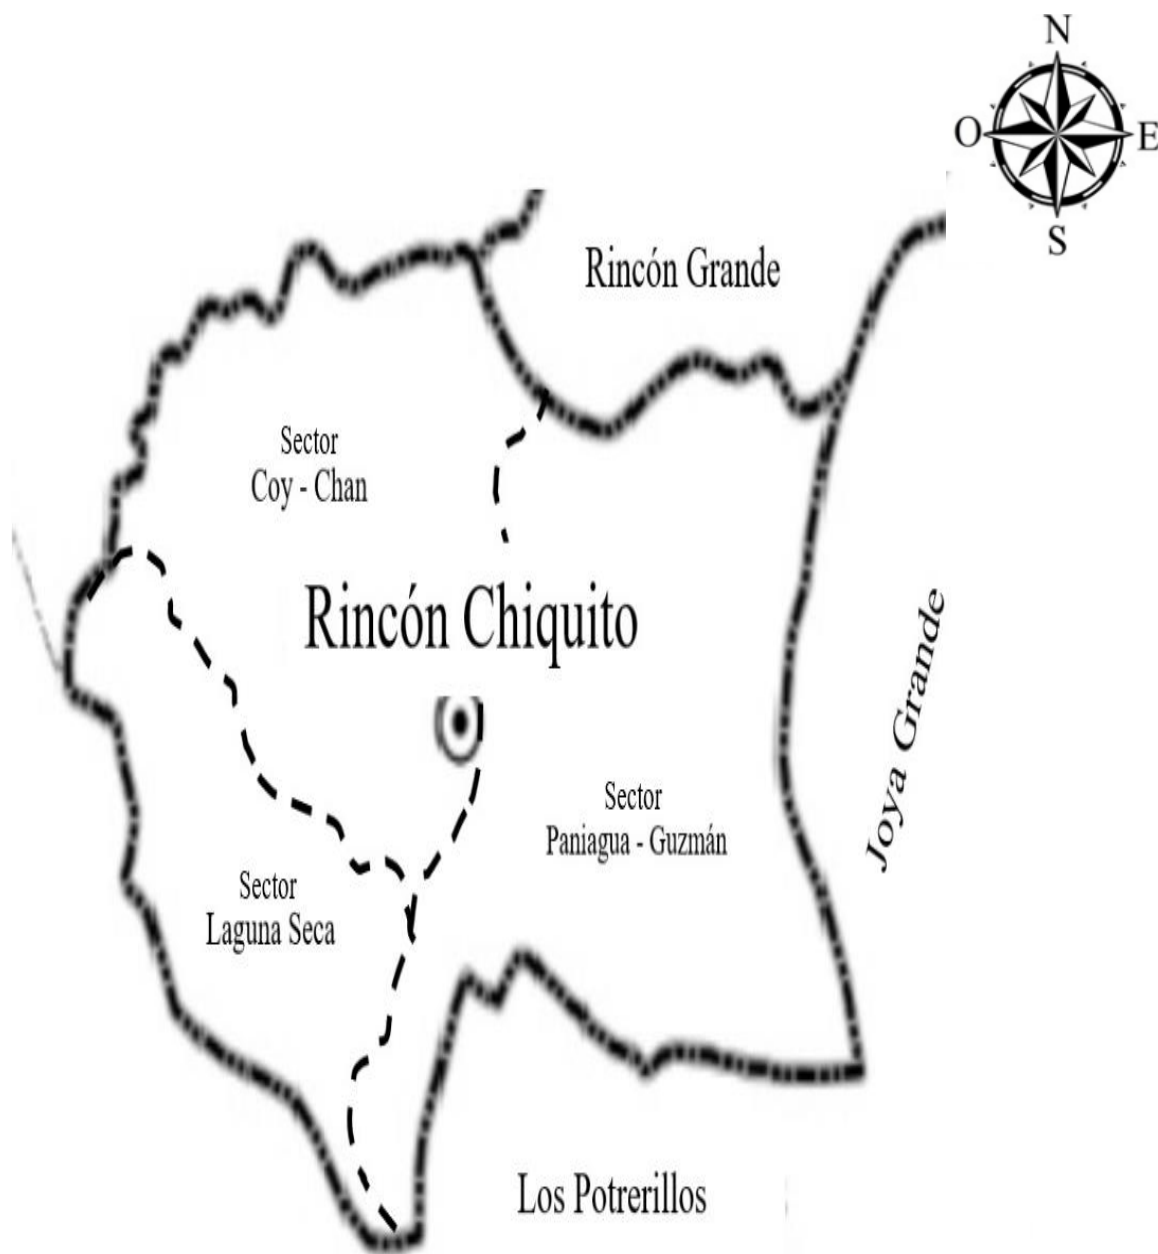 N
O
E
S
Rincón Grande
Sector
Coy - Chan
Rincón Chiquito
Joya Grande
Sector
Paniagua - Guzmán
Sector
Laguna Seca
Los Potrerillos